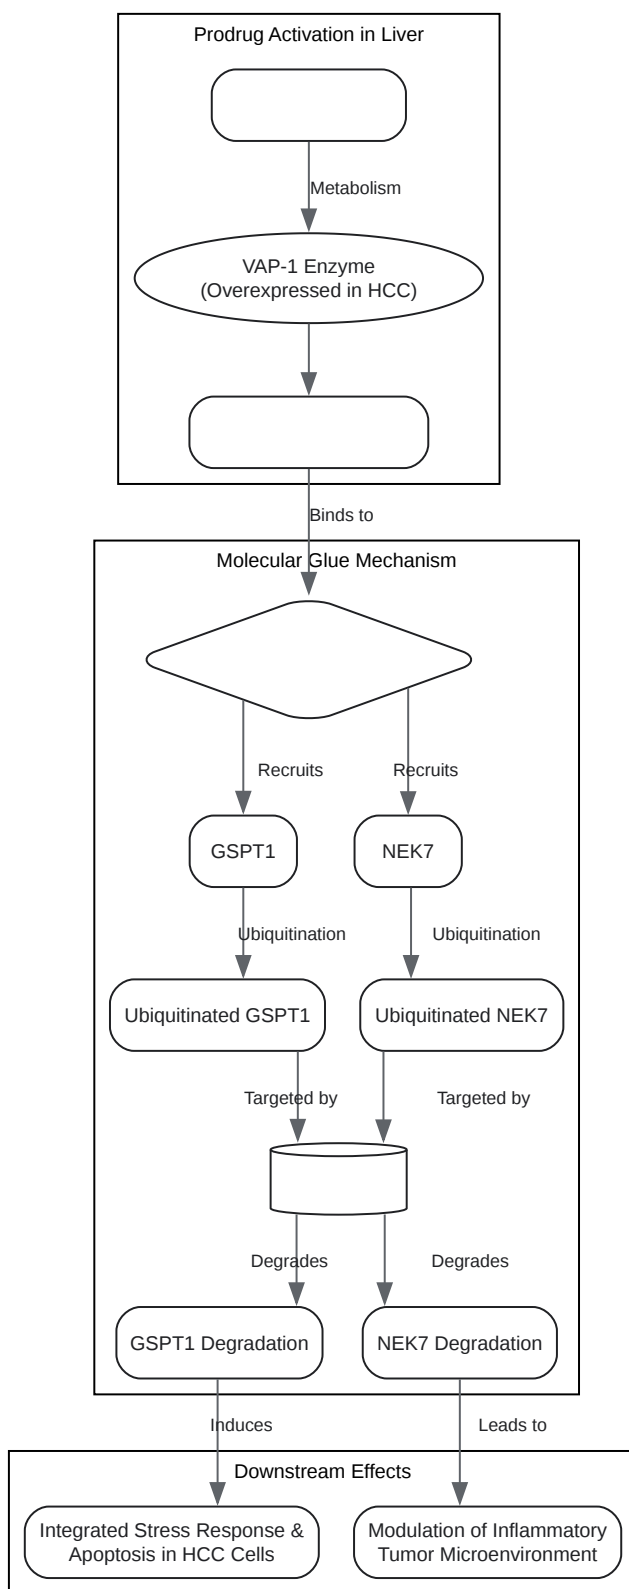 Prodrug Activation in Liver
Metabolism
VAP-1 Enzyme
(Overexpressed in HCC)
Binds to
Molecular Glue Mechanism
Recruits
Recruits
GSPT1
NEK7
Ubiquitination
Ubiquitination
Ubiquitinated GSPT1
Ubiquitinated NEK7
Targeted by
Targeted by
Degrades
Degrades
GSPT1 Degradation
NEK7 Degradation
Induces
Leads to
Downstream Effects
Integrated Stress Response &
Apoptosis in HCC Cells
Modulation of Inflammatory
Tumor Microenvironment